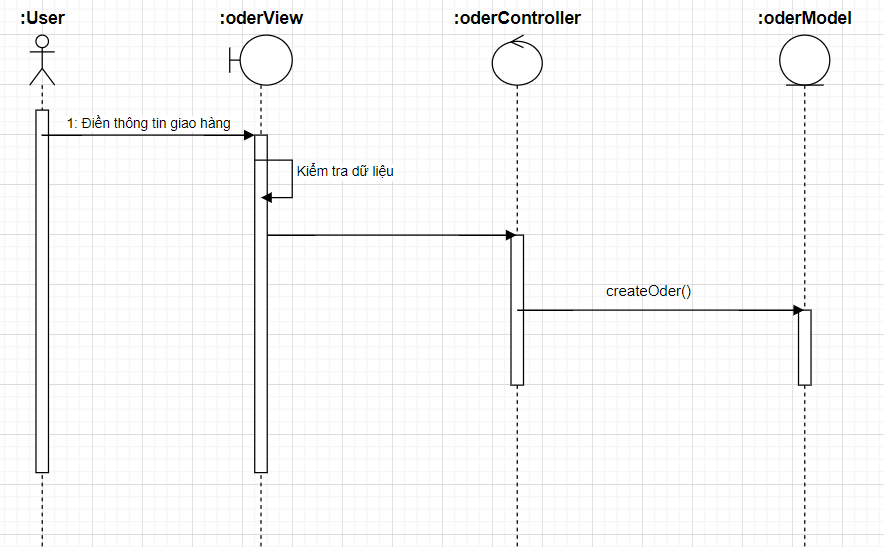 :User
:oderView
:oderController
:oderModel
1: Điền thông tin giao hàng
Kiểm tra dữ liệu
createOder()